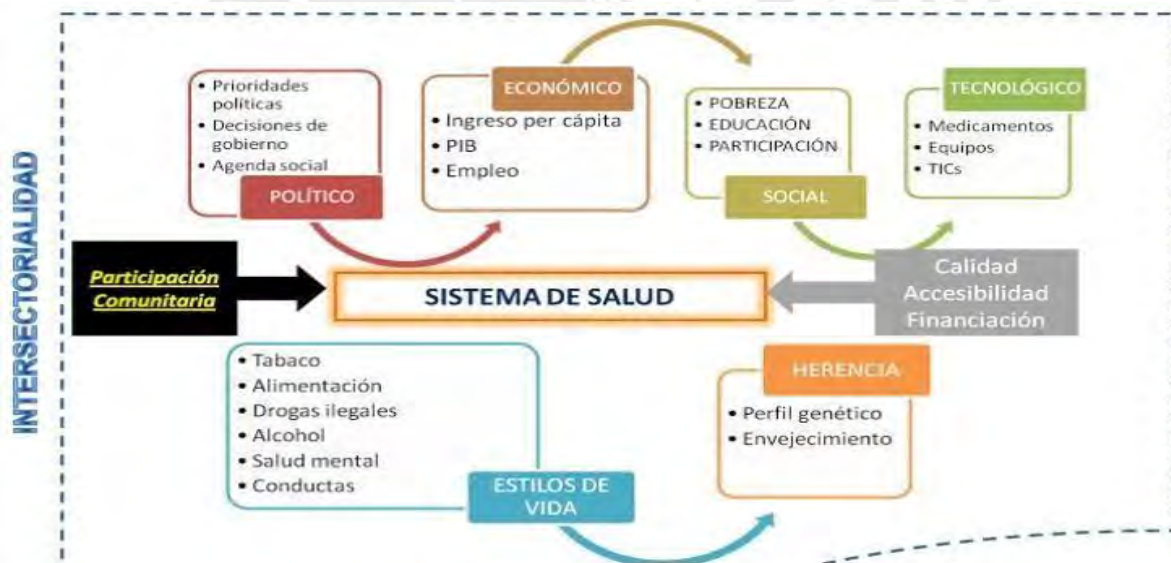 INTERSECTORIALIDAD
• Prioridades
políticas
• Decisiones de
gobierno
• Agenda social
POLÍTICO
ECONÓMICO
• Ingreso per cápita
• PIB
• Empleo
• POBREZA
• EDUCACIÓN
• PARTICIPACIÓN
SOCIAL
TECNOLÓGICO
• Medicamentos
• Equipos
• TICs
Participación
Comunitaria
SISTEMA DE SALUD
Calidad
Accesibilidad
Financiación
• Tabaco
• Alimentación
• Drogas ilegales
• Alcohol
• Salud mental
• Conductas
ESTILOS DE
VIDA
HERENCIA
• Perfil genético
• Envejecimiento